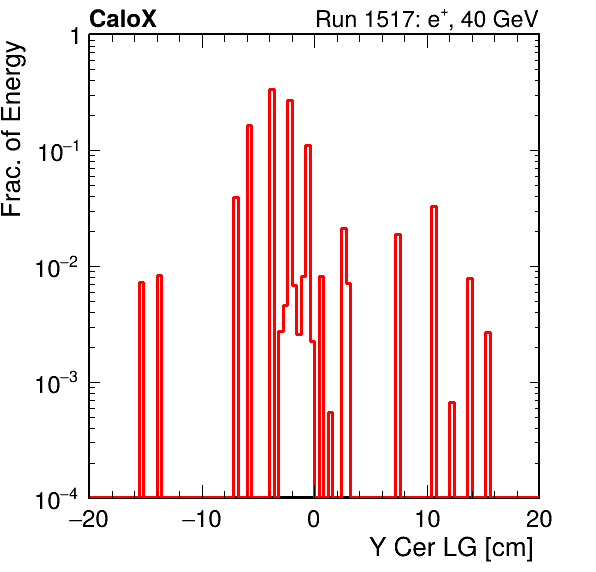 CaloX Run 1517: e⁺, 40 GeV
Frac. of Energy
1
10⁻¹
10⁻²
10⁻³
10⁻⁴
−20 −10 0 10 20
Y Cer LG [cm]